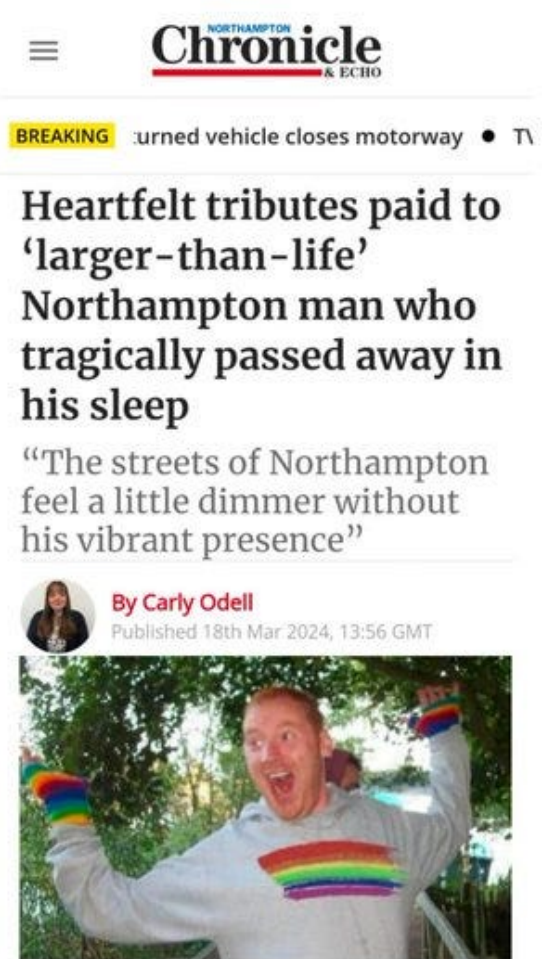 NORTHAMPTON
Chronicle
& ECHO
BREAKING urned vehicle closes motorway ● TV
Heartfelt tributes paid to
‘larger-than-life’
Northampton man who
tragically passed away in
his sleep
“The streets of Northampton
feel a little dimmer without
his vibrant presence”
By Carly Odell
Published 18th Mar 2024, 13:56 GMT